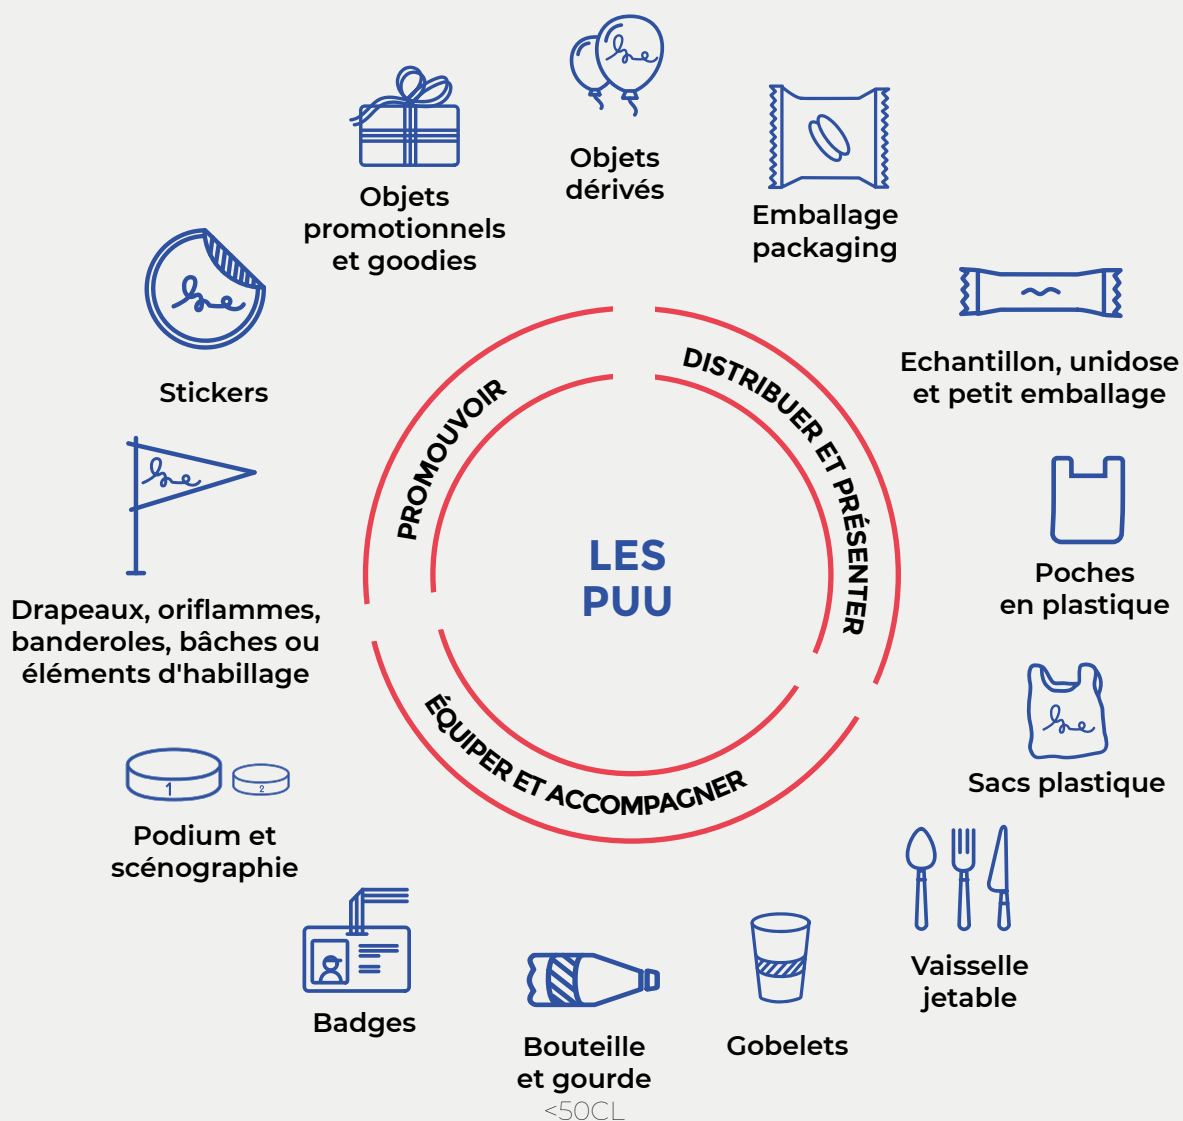 Objets
dérivés
Objets
promotionnels
et goodies
Emballage
packaging
Stickers
Echantillon, unidose
et petit emballage
PROMOUVOIR
DISTRIBUER ET PRÉSENTER
LES
PUU
Poches
en plastique
Drapeaux, oriflammes,
banderoles, bâches ou
éléments d'habillage
ÉQUIPER ET ACCOMPAGNER
Sacs plastique
1
2
Podium et
scénographie
Vaisselle
jetable
Badges
Bouteille
et gourde
<50CL
Gobelets